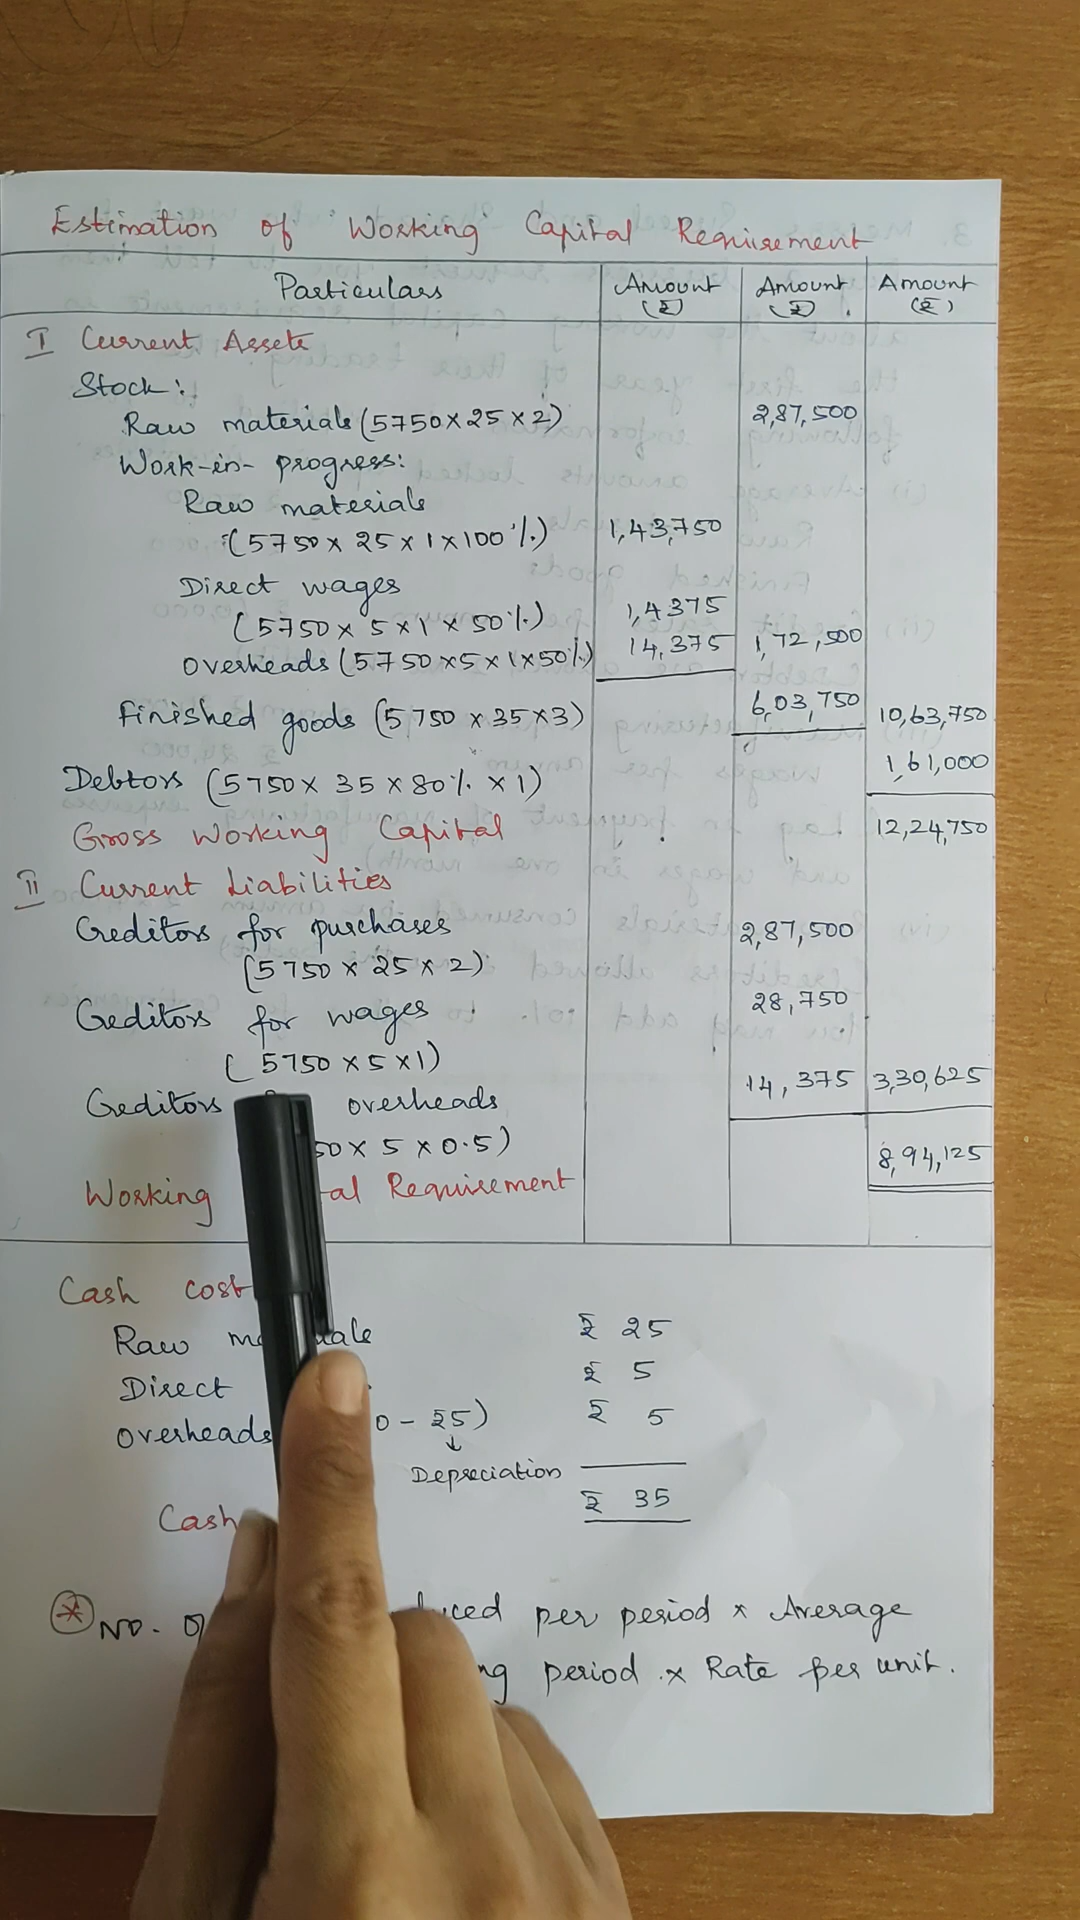 Estimation of Working Capital Requirement
Particulars Amount (₹) Amount (₹) Amount (₹)
I Current Assets
Stock:
Raw materials (5750 x 25 x 2) 2,87,500
Work-in-progress:
Raw materials
(5750 x 25 x 1 x 100%) 1,43,750
Direct wages
(5750 x 5 x 1 x 50%) 1,4375
Overheads (5750 x 5 x 1 x 50%) 14,375 1,72,500
Finished goods (5750 x 35 x 3) 6,03,750 10,63,750
Debtors (5750 x 35 x 80% x 1) 1,61,000
Gross Working Capital 12,24,750
II Current Liabilities
Creditors for purchases 2,87,500
(5750 x 25 x 2)
Creditors for wages 28,750
(5750 x 5 x 1)
Creditors overheads 14,375 3,30,625
50 x 5 x 0.5)
Working al Requirement 8,94,125
Cash cost
Raw m als ₹ 25
Direct ₹ 5
Overheads 0 - ₹5) ₹ 5
↓
Depreciation
Cash ₹ 35
* No. o uced per period x Average
ng period x Rate per unit.